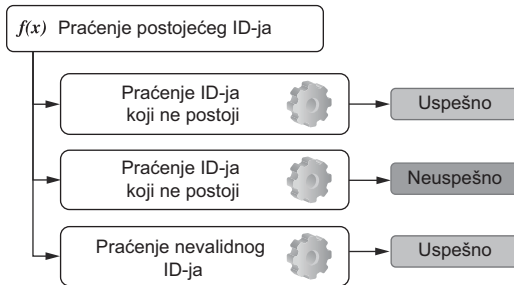 f(x) Praćenje postojećeg ID-ja
Praćenje ID-ja
koji ne postoji
Uspešno
Praćenje ID-ja
koji ne postoji
Neuspešno
Praćenje nevalidnog
ID-ja
Uspešno